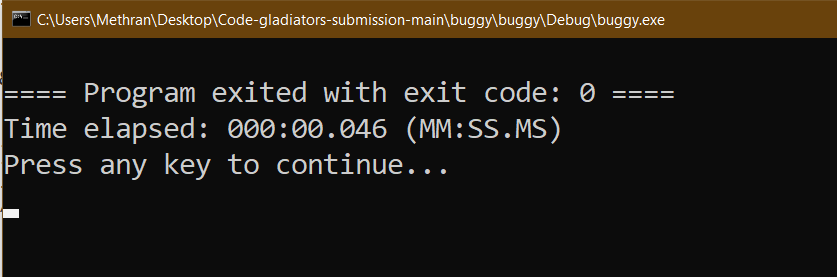 C:\Users\Methran\Desktop\Code-gladiators-submission-main\buggy\buggy\Debug\buggy.exe
==== Program exited with exit code: 0 ====
Time elapsed: 000:00.046 (MM:SS.MS)
Press any key to continue...